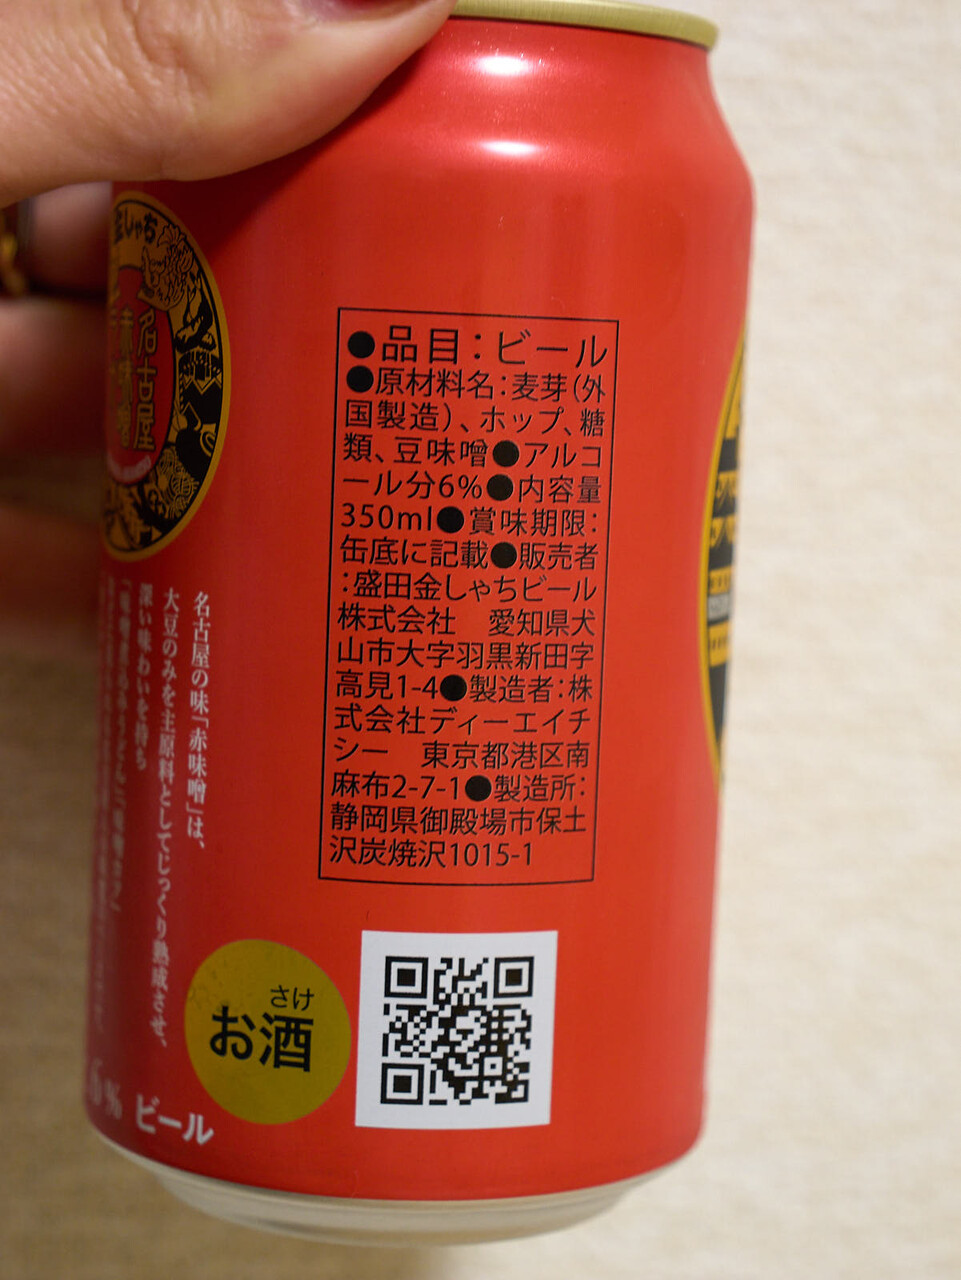 ●品目：ビール
●原材料名：麦芽（外
国製造）、ホップ、糖
類、豆味噌●アルコ
ール分6%●内容量
350ml●賞味期限：
缶底に記載●販売者
：盛田金しゃちビール
株式会社　愛知県犬
山市大字羽黒新田字
高見1-4●製造者：株
式会社ディーエイチ
シー　東京都港区南
麻布2-7-1●製造所：
静岡県御殿場市保土
沢炭焼沢1015-1
金しゃち
名古屋
赤味噌
名古屋の味「赤味噌」は、
大豆のみを主原料としてじっくり熟成させ、
深い味わいを持ち
さけ
お酒
6% ビール